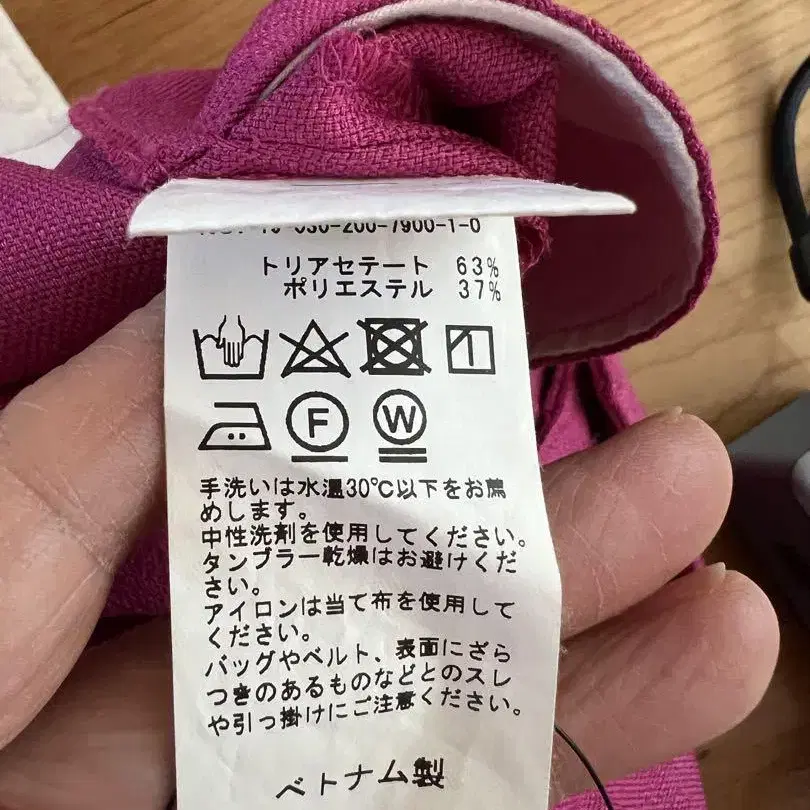 -200-7900-1-0
トリアセテート 63%
ポリエステル 37%
F W
手洗いは水温30℃以下をお薦
めします。
中性洗剤を使用してください。
タンブラー乾燥はお避けくだ
さい。
アイロンは当て布を使用して
ください。
バッグやベルト、表面にざら
つきのあるものなどとのスレ
や引っ掛けにご注意ください。
ベトナム製